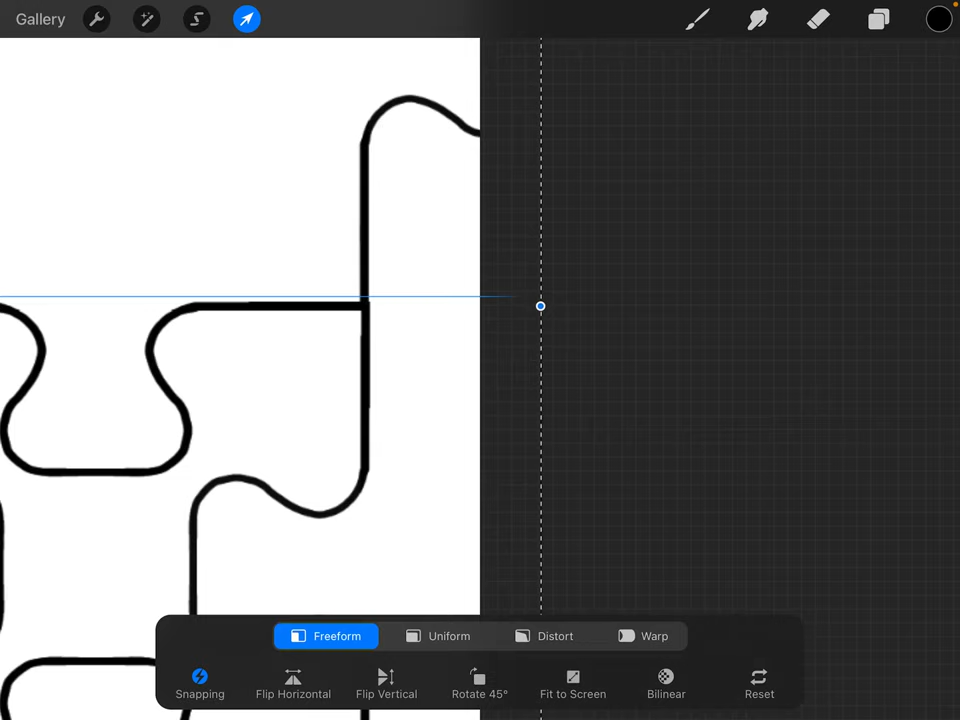 Gallery
Freeform Uniform Distort Warp
Snapping Flip Horizontal Flip Vertical Rotate 45° Fit to Screen Bilinear Reset